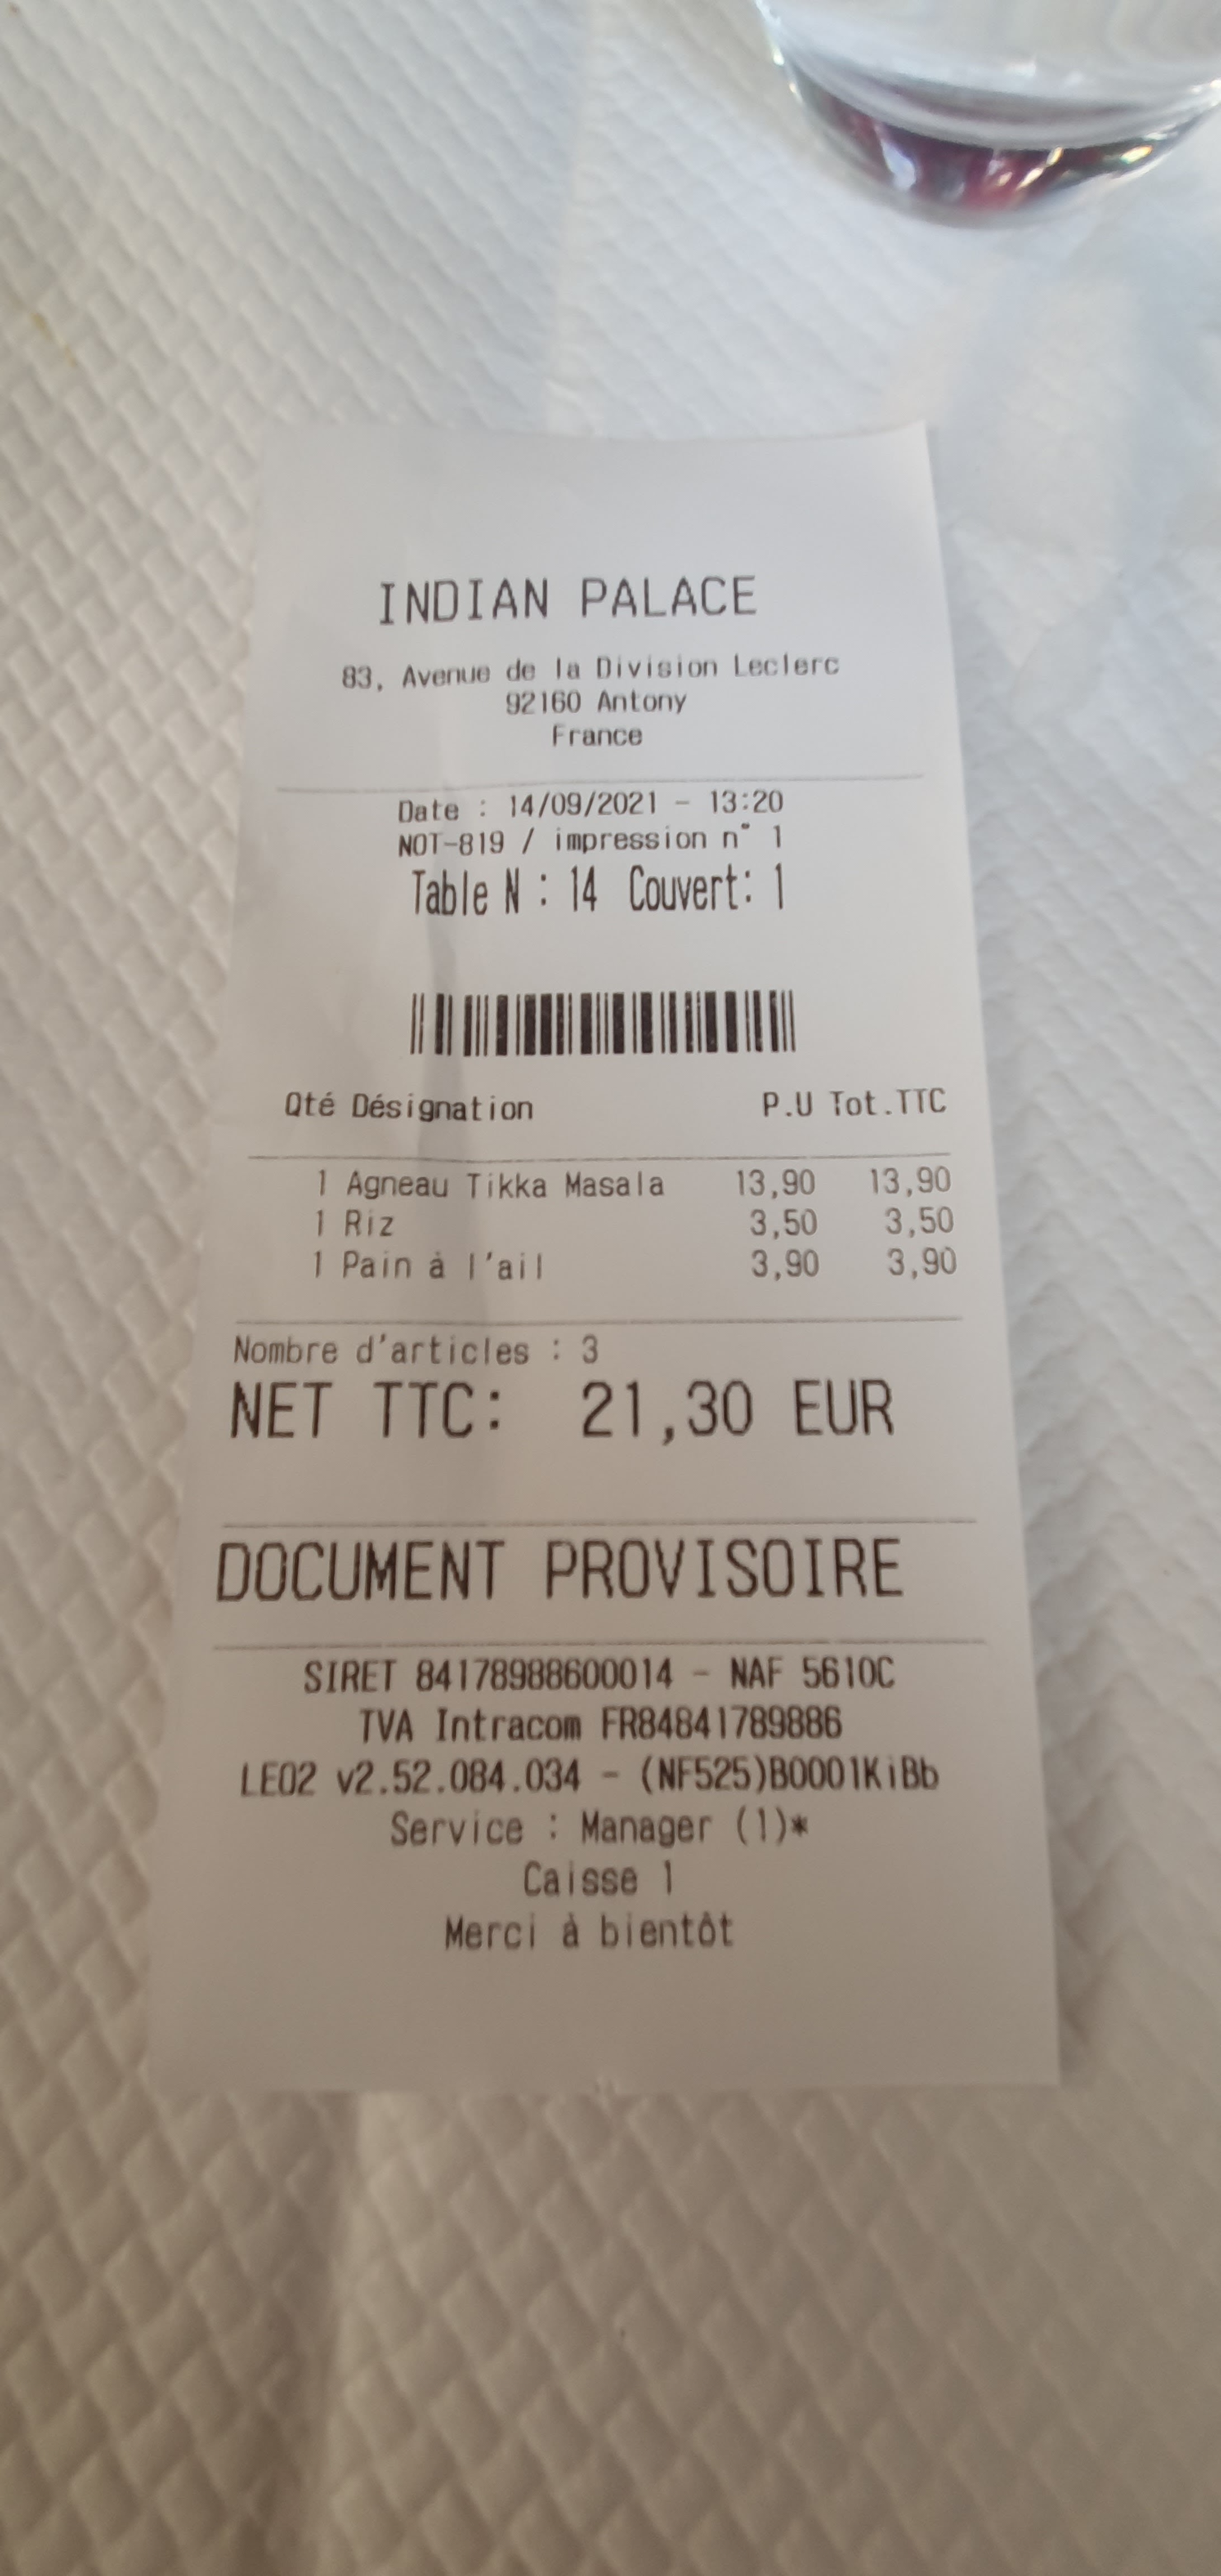 INDIAN PALACE
83, Avenue de la Division Leclerc
92160 Antony
France
Date : 14/09/2021 - 13:20
NOT-819 / impression n° 1
Table N : 14 Couvert: 1
Qté Désignation P.U Tot.TTC
1 Agneau Tikka Masala 13,90 13,90
1 Riz 3,50 3,50
1 Pain à l'ail 3,90 3,90
Nombre d'articles : 3
NET TTC: 21,30 EUR
DOCUMENT PROVISOIRE
SIRET 84178988600014 - NAF 5610C
TVA Intracom FR84841789886
LEO2 v2.52.084.034 - (NF525)B0001KiBb
Service : Manager (1)*
Caisse 1
Merci à bientôt